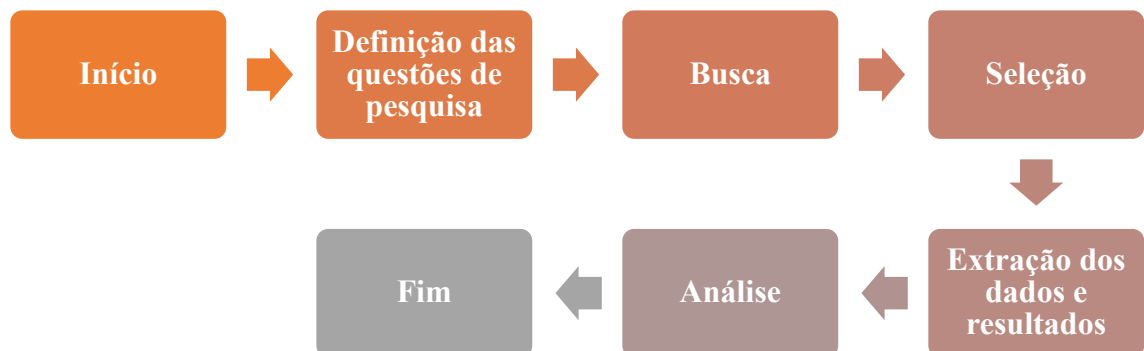 Início
Definição das
questões de
pesquisa
Busca
Seleção
Extração dos
dados e
resultados
Análise
Fim